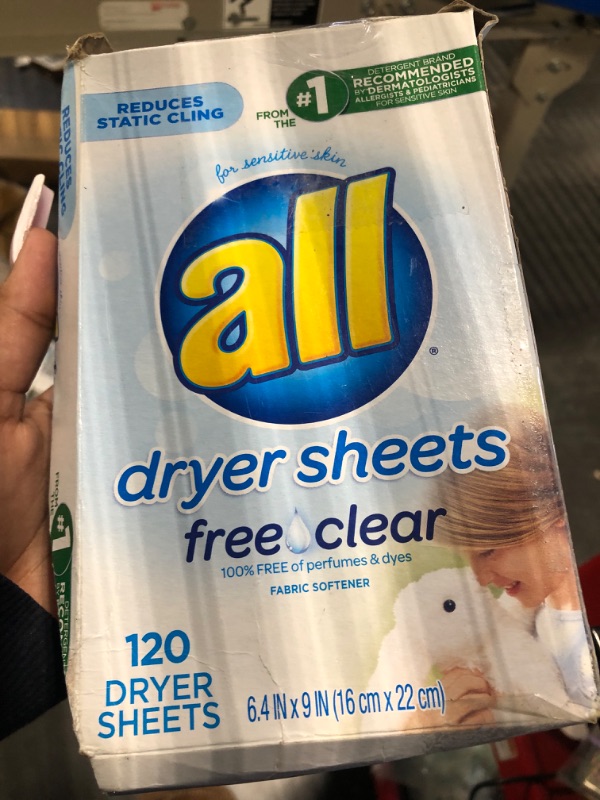 REDUCES
STATIC CLING
FROM
THE
#1
DETERGENT BRAND
RECOMMENDED
BY DERMATOLOGISTS
ALLERGISTS & PEDIATRICIANS
FOR SENSITIVE SKIN
for sensitive skin
all
®
dryer sheets
free clear
100% FREE of perfumes & dyes
FABRIC SOFTENER
120
DRYER
SHEETS
6.4 IN x 9 IN (16 cm x 22 cm)
REDUCES
#1